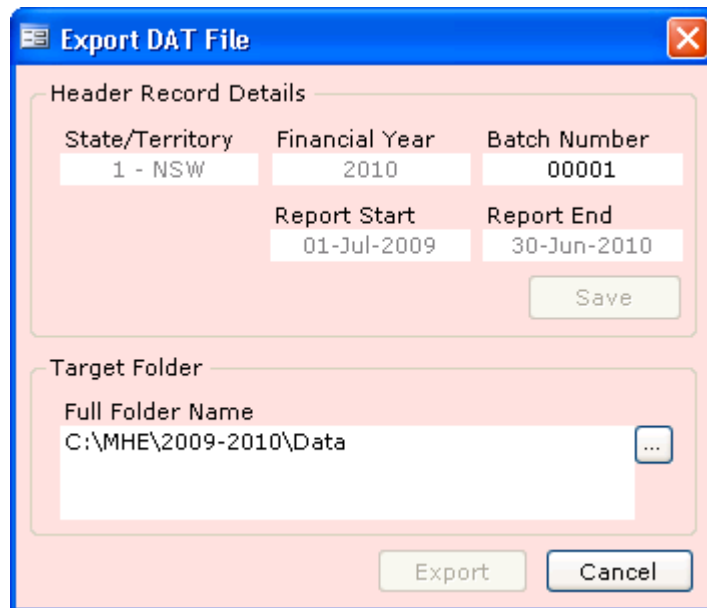 Export DAT File
Header Record Details
State/Territory Financial Year Batch Number
1 - NSW 2010 00001
Report Start Report End
01-Jul-2009 30-Jun-2010
Save
Target Folder
Full Folder Name
C:\MHE\2009-2010\Data
...
Export Cancel